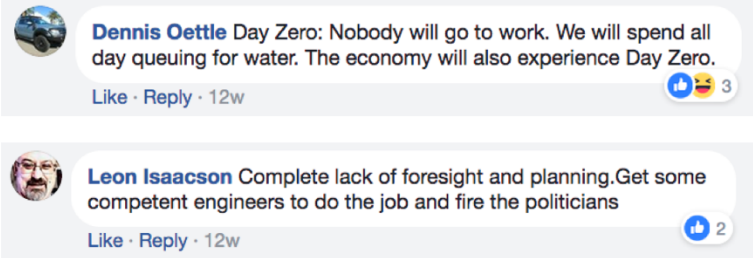 Dennis Oettle Day Zero: Nobody will go to work. We will spend all
day queuing for water. The economy will also experience Day Zero.
3
Like · Reply · 12w
Leon Isaacson Complete lack of foresight and planning.Get some
competent engineers to do the job and fire the politicians
2
Like · Reply · 12w